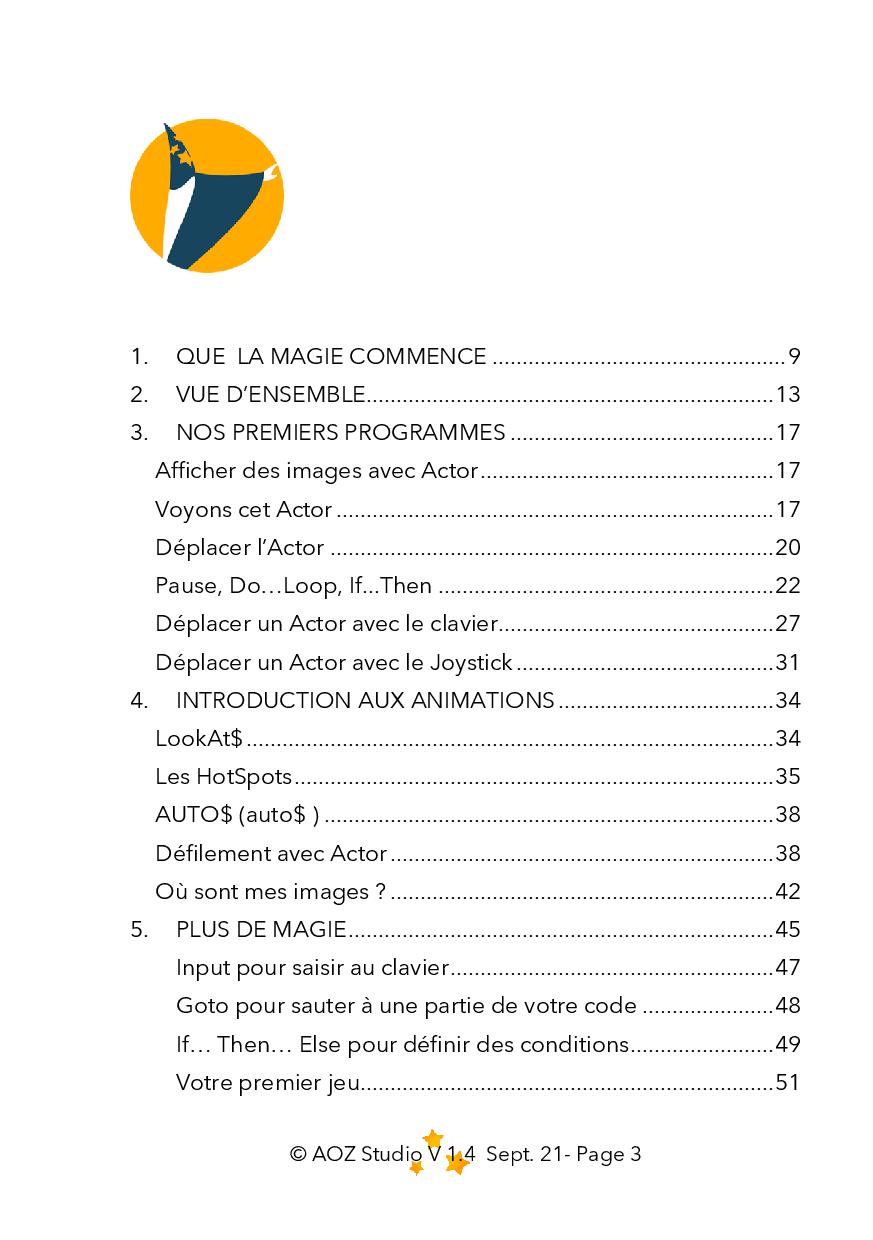 1. QUE  LA MAGIE COMMENCE ................................................. 9
2. VUE D’ENSEMBLE.................................................................... 13
3. NOS PREMIERS PROGRAMMES ............................................ 17
Afficher des images avec Actor................................................. 17
Voyons cet Actor ......................................................................... 17
Déplacer l’Actor .......................................................................... 20
Pause, Do…Loop, If...Then ........................................................ 22
Déplacer un Actor avec le clavier.............................................. 27
Déplacer un Actor avec le Joystick ........................................... 31
4. INTRODUCTION AUX ANIMATIONS .................................... 34
LookAt$ ........................................................................................ 34
Les HotSpots................................................................................ 35
AUTO$ (auto$ ) ........................................................................... 38
Défilement avec Actor ................................................................ 38
Où sont mes images ? ................................................................ 42
5. PLUS DE MAGIE....................................................................... 45
Input pour saisir au clavier...................................................... 47
Goto pour sauter à une partie de votre code ...................... 48
If… Then… Else pour définir des conditions........................ 49
Votre premier jeu..................................................................... 51
© AOZ Studio V 1.4  Sept. 21- Page 3